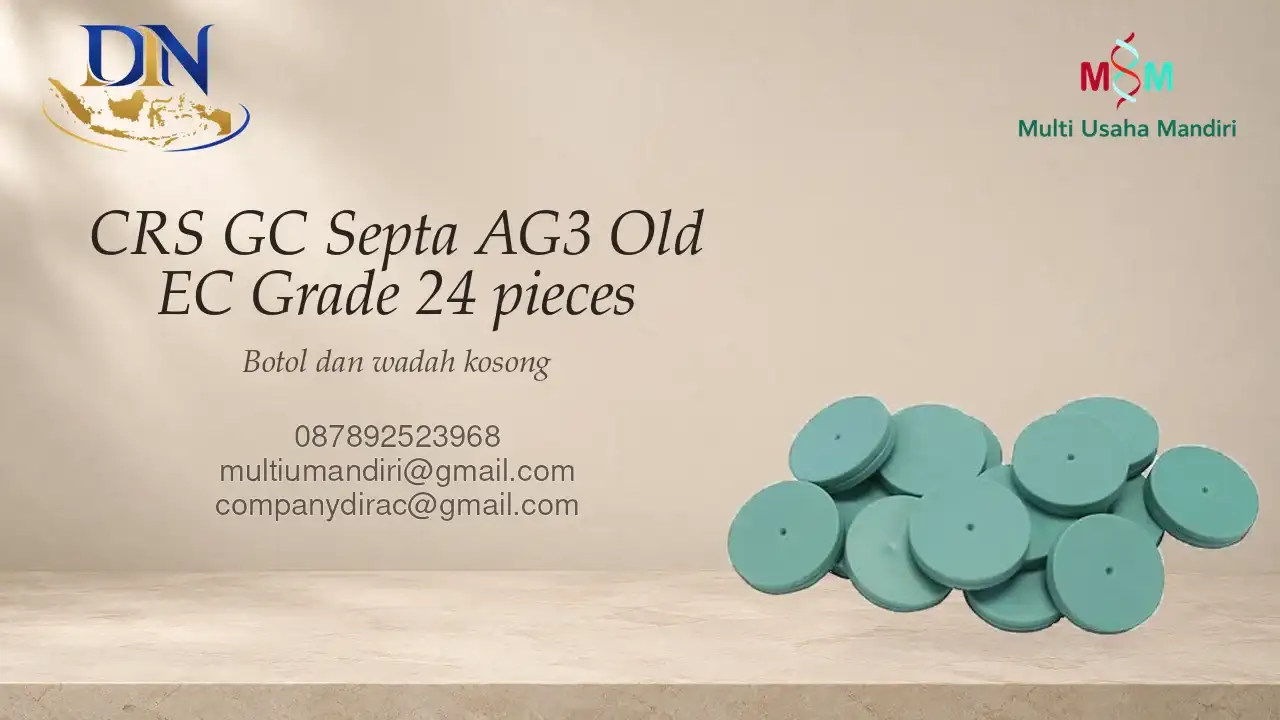 DN
M M
Multi Usaha Mandiri
CRS GC Septa AG3 Old
EC Grade 24 pieces
Botol dan wadah kosong
087892523968
multiumandiri@gmail.com
companydirac@gmail.com